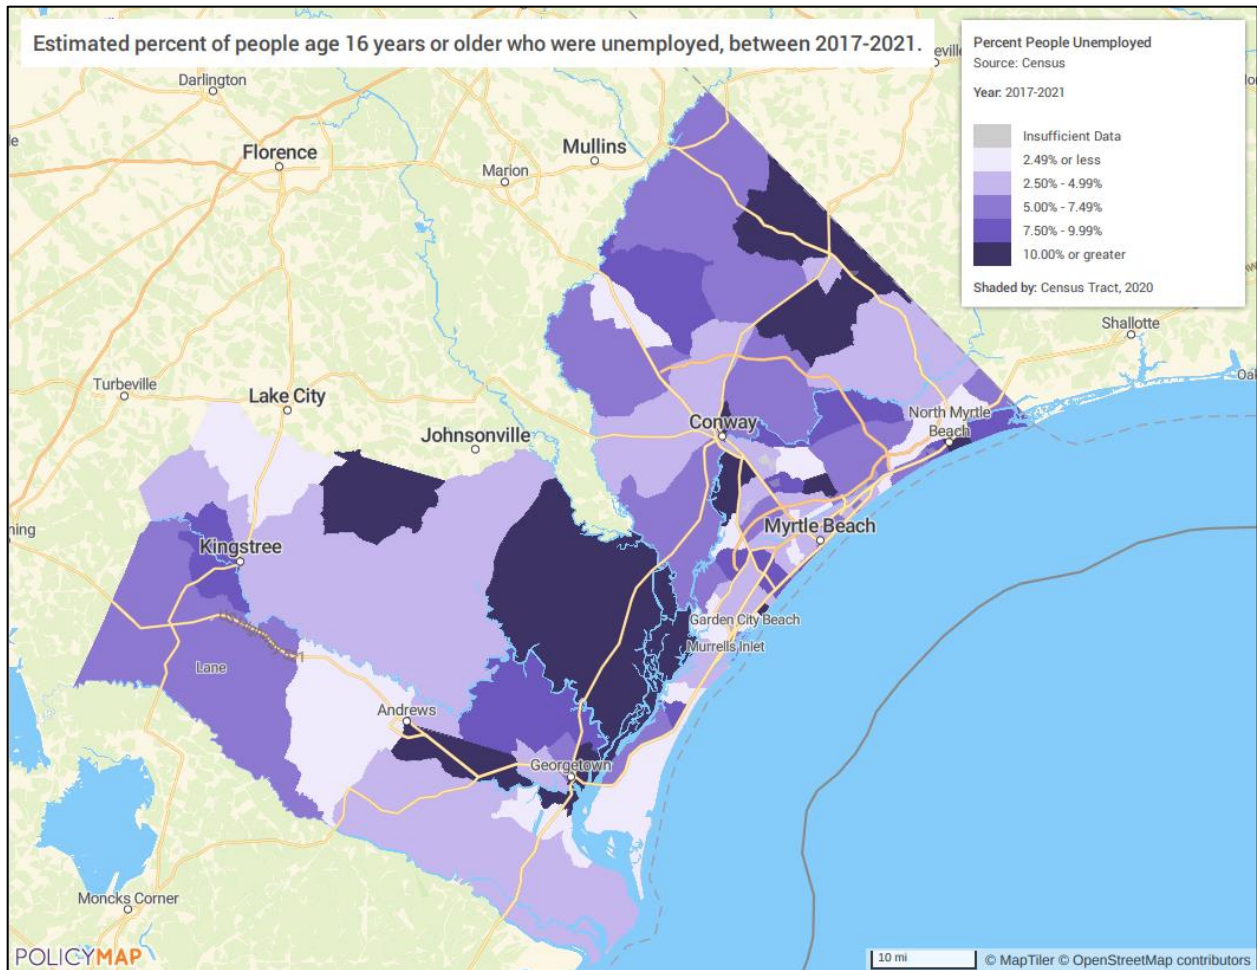 Estimated percent of people age 16 years or older who were unemployed, between 2017-2021.
Percent People Unemployed
Source: Census
Year: 2017-2021
Insufficient Data
2.49% or less
2.50% - 4.99%
5.00% - 7.49%
7.50% - 9.99%
10.00% or greater
Shaded by: Census Tract, 2020
Darlington
Florence
Mullins
Marion
Shallotte
Turbeville
Lake City
Johnsonville
Conway
North Myrtle
Beach
Kingstree
Myrtle Beach
Garden City Beach
Murrells Inlet
Lane
Andrews
Georgetown
Moncks Corner
POLICYMAP
10 mi
© MapTiler © OpenStreetMap contributors